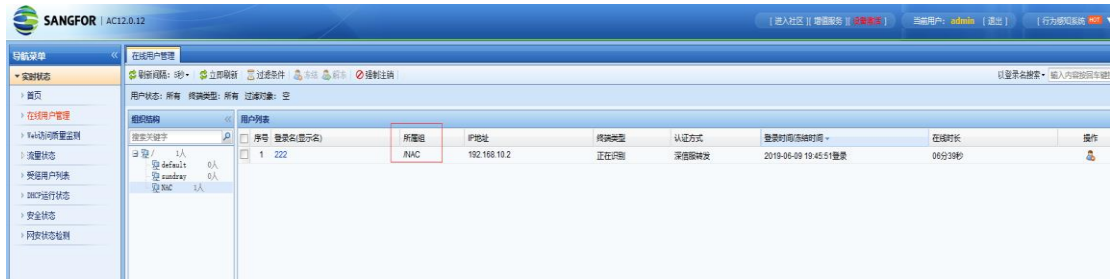 SANGFOR | AC12.0.12
[ 进入社区 ][ 增值服务 ][ ]
当前用户: admin [ 退出 ]
[ 行为感知系统 HOT
导航菜单
实时状态
首页
在线用户管理
Web访问质量监测
流量状态
受惩用户列表
DHCP运行状态
安全状态
网安状态检测
在线用户管理
刷新间隔: 3秒 立即刷新 过滤条件 冻结 解冻 强制注销
以登录名搜索 输入内容按回车键
用户状态: 所有 终端类型: 所有 过滤对象: 空
组织结构
搜索关键字
/ 1人
default 0人
sundray 0人
NAC 1人
用户列表
序号 登录名(显示名) 所属组 IP地址 终端类型 认证方式 登录时间/冻结时间 在线时长 操作
1 222 /NAC 192.168.10.2 正在识别 深信服转发 2019-06-09 19:45:51登录 06分39秒